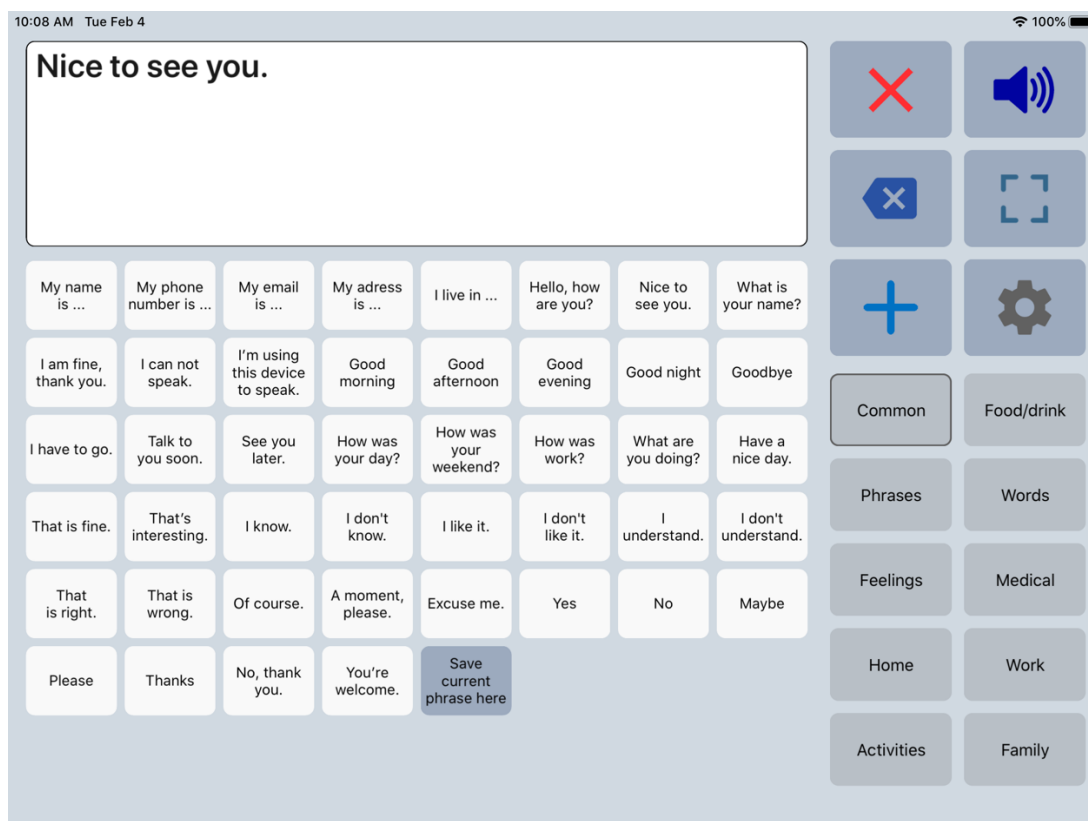 10:08 AM Tue Feb 4
100%
Nice to see you.
My name
is ...
My phone
number is ...
My email
is ...
My adress
is ...
I live in ...
Hello, how
are you?
Nice to
see you.
What is
your name?
I am fine,
thank you.
I can not
speak.
I'm using
this device
to speak.
Good
morning
Good
afternoon
Good
evening
Good night
Goodbye
I have to go.
Talk to
you soon.
See you
later.
How was
your day?
How was
your
weekend?
How was
work?
What are
you doing?
Have a
nice day.
That is fine.
That's
interesting.
I know.
I don't
know.
I like it.
I don't
like it.
I
understand.
I don't
understand.
That
is right.
That is
wrong.
Of course.
A moment,
please.
Excuse me.
Yes
No
Maybe
Please
Thanks
No, thank
you.
You're
welcome.
Save
current
phrase here
Common
Food/drink
Phrases
Words
Feelings
Medical
Home
Work
Activities
Family